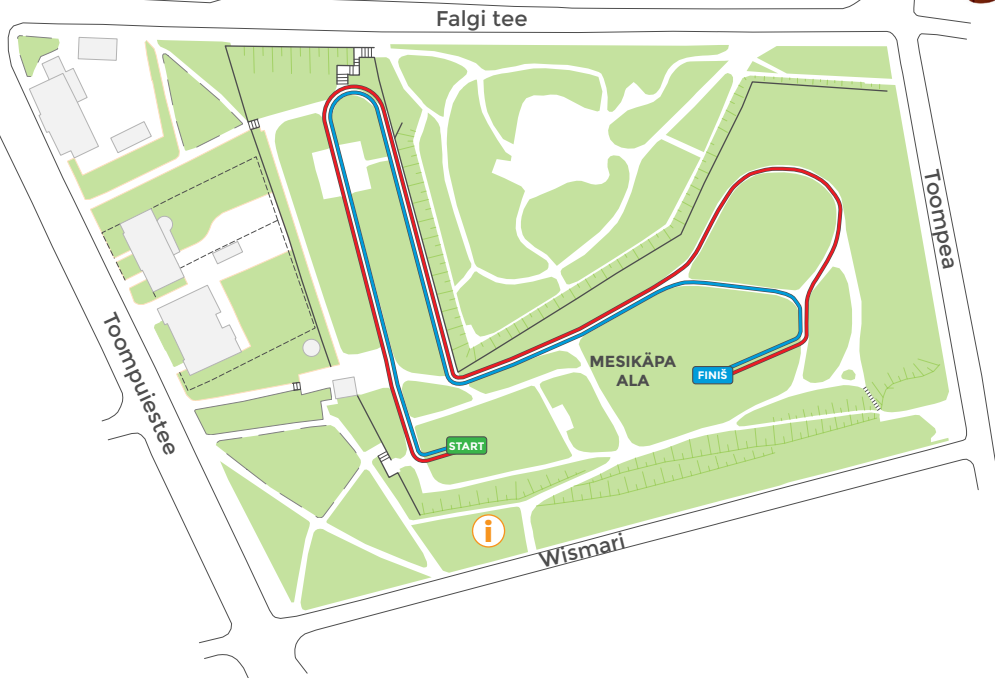 Falgi tee
Toompea
Toompuiestee
MESIKÄPA
ALA
FINIŠ
START
i
Wismari